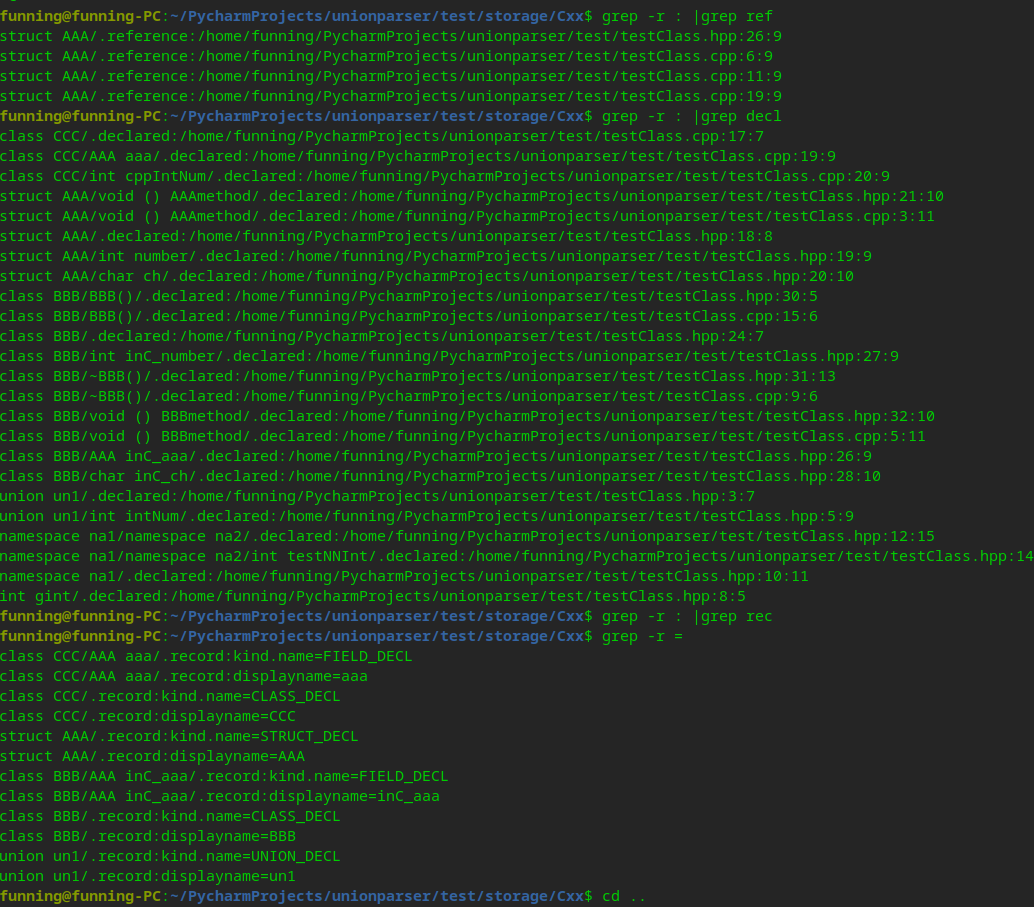 funning@funning-PC:~/PycharmProjects/unionparser/test/storage/Cxx$ grep -r : |grep ref
struct AAA/.reference:/home/funning/PycharmProjects/unionparser/test/testClass.hpp:26:9
struct AAA/.reference:/home/funning/PycharmProjects/unionparser/test/testClass.cpp:6:9
struct AAA/.reference:/home/funning/PycharmProjects/unionparser/test/testClass.cpp:11:9
struct AAA/.reference:/home/funning/PycharmProjects/unionparser/test/testClass.cpp:19:9
funning@funning-PC:~/PycharmProjects/unionparser/test/storage/Cxx$ grep -r : |grep decl
class CCC/.declared:/home/funning/PycharmProjects/unionparser/test/testClass.cpp:17:7
class CCC/AAA aaa/.declared:/home/funning/PycharmProjects/unionparser/test/testClass.cpp:19:9
class CCC/int cppIntNum/.declared:/home/funning/PycharmProjects/unionparser/test/testClass.cpp:20:9
struct AAA/void () AAAmethod/.declared:/home/funning/PycharmProjects/unionparser/test/testClass.hpp:21:10
struct AAA/void () AAAmethod/.declared:/home/funning/PycharmProjects/unionparser/test/testClass.cpp:3:11
struct AAA/.declared:/home/funning/PycharmProjects/unionparser/test/testClass.hpp:18:8
struct AAA/int number/.declared:/home/funning/PycharmProjects/unionparser/test/testClass.hpp:19:9
struct AAA/char ch/.declared:/home/funning/PycharmProjects/unionparser/test/testClass.hpp:20:10
class BBB/BBB()/.declared:/home/funning/PycharmProjects/unionparser/test/testClass.hpp:30:5
class BBB/BBB()/.declared:/home/funning/PycharmProjects/unionparser/test/testClass.cpp:15:6
class BBB/.declared:/home/funning/PycharmProjects/unionparser/test/testClass.hpp:24:7
class BBB/int inC_number/.declared:/home/funning/PycharmProjects/unionparser/test/testClass.hpp:27:9
class BBB/~BBB()/.declared:/home/funning/PycharmProjects/unionparser/test/testClass.hpp:31:13
class BBB/~BBB()/.declared:/home/funning/PycharmProjects/unionparser/test/testClass.cpp:9:6
class BBB/void () BBBmethod/.declared:/home/funning/PycharmProjects/unionparser/test/testClass.hpp:32:10
class BBB/void () BBBmethod/.declared:/home/funning/PycharmProjects/unionparser/test/testClass.cpp:5:11
class BBB/AAA inC_aaa/.declared:/home/funning/PycharmProjects/unionparser/test/testClass.hpp:26:9
class BBB/char inC_ch/.declared:/home/funning/PycharmProjects/unionparser/test/testClass.hpp:28:10
union un1/.declared:/home/funning/PycharmProjects/unionparser/test/testClass.hpp:3:7
union un1/int intNum/.declared:/home/funning/PycharmProjects/unionparser/test/testClass.hpp:5:9
namespace na1/namespace na2/.declared:/home/funning/PycharmProjects/unionparser/test/testClass.hpp:12:15
namespace na1/namespace na2/int testNNInt/.declared:/home/funning/PycharmProjects/unionparser/test/testClass.hpp:14
namespace na1/.declared:/home/funning/PycharmProjects/unionparser/test/testClass.hpp:10:11
int gint/.declared:/home/funning/PycharmProjects/unionparser/test/testClass.hpp:8:5
funning@funning-PC:~/PycharmProjects/unionparser/test/storage/Cxx$ grep -r : |grep rec
funning@funning-PC:~/PycharmProjects/unionparser/test/storage/Cxx$ grep -r =
class CCC/AAA aaa/.record:kind.name=FIELD_DECL
class CCC/AAA aaa/.record:displayname=aaa
class CCC/.record:kind.name=CLASS_DECL
class CCC/.record:displayname=CCC
struct AAA/.record:kind.name=STRUCT_DECL
struct AAA/.record:displayname=AAA
class BBB/AAA inC_aaa/.record:kind.name=FIELD_DECL
class BBB/AAA inC_aaa/.record:displayname=inC_aaa
class BBB/.record:kind.name=CLASS_DECL
class BBB/.record:displayname=BBB
union un1/.record:kind.name=UNION_DECL
union un1/.record:displayname=un1
funning@funning-PC:~/PycharmProjects/unionparser/test/storage/Cxx$ cd ..